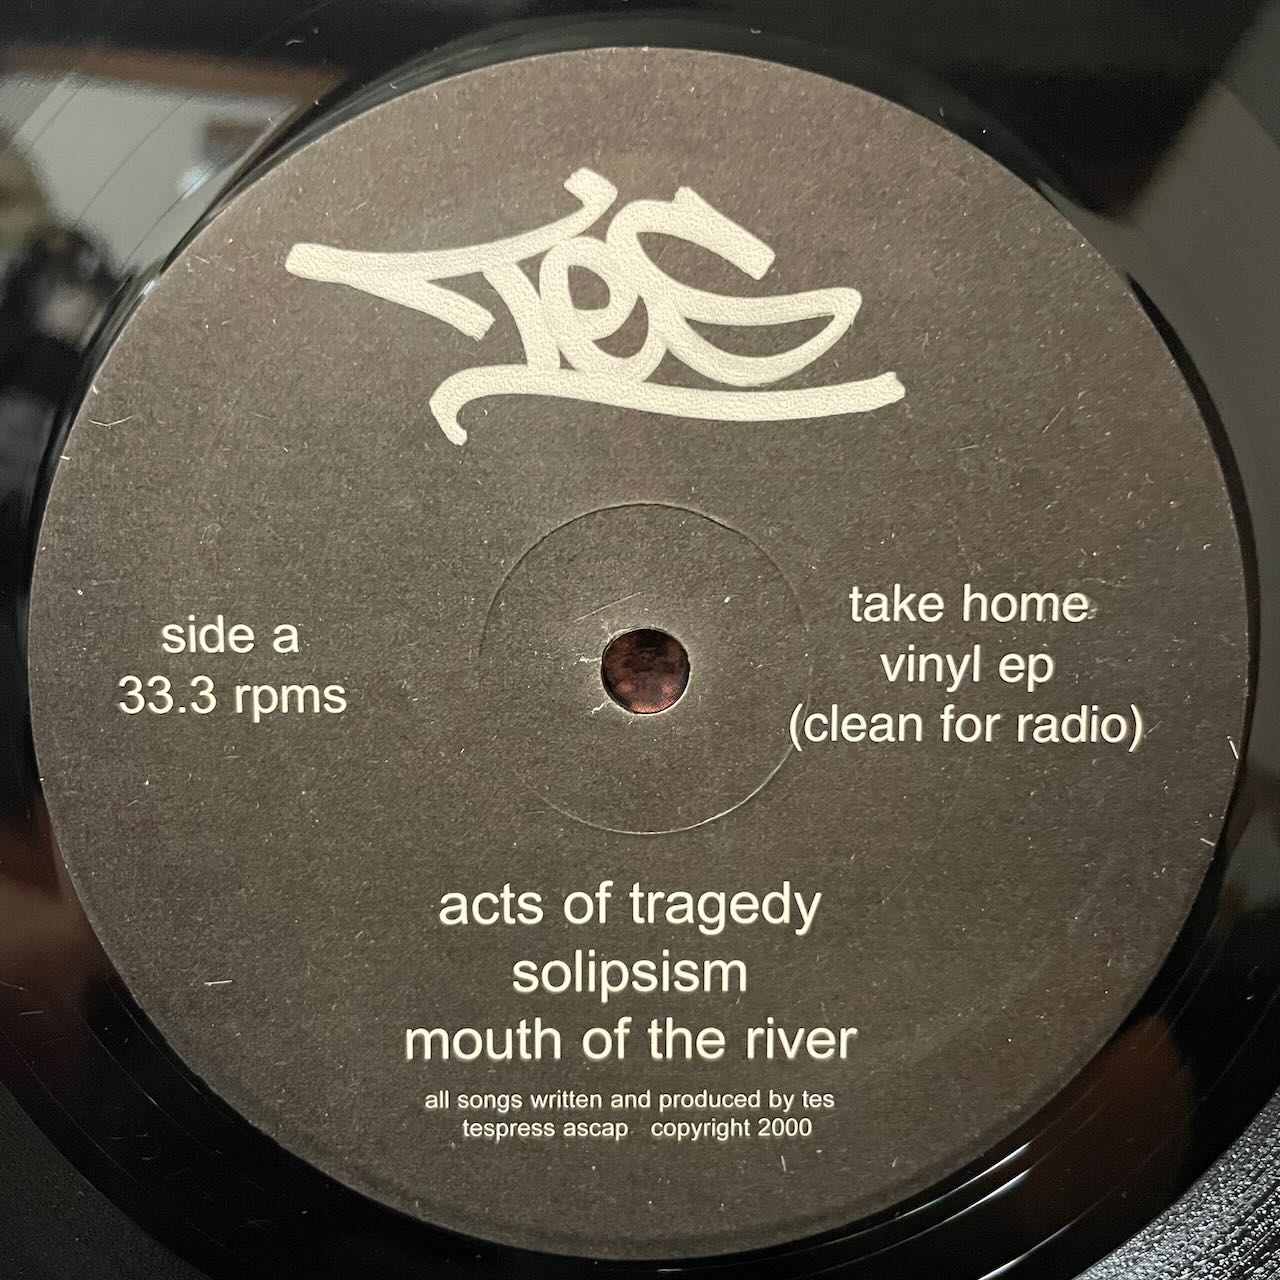 Tes
side a
33.3 rpms
take home
vinyl ep
(clean for radio)
acts of tragedy
solipsism
mouth of the river
all songs written and produced by tes
tespress ascap copyright 2000